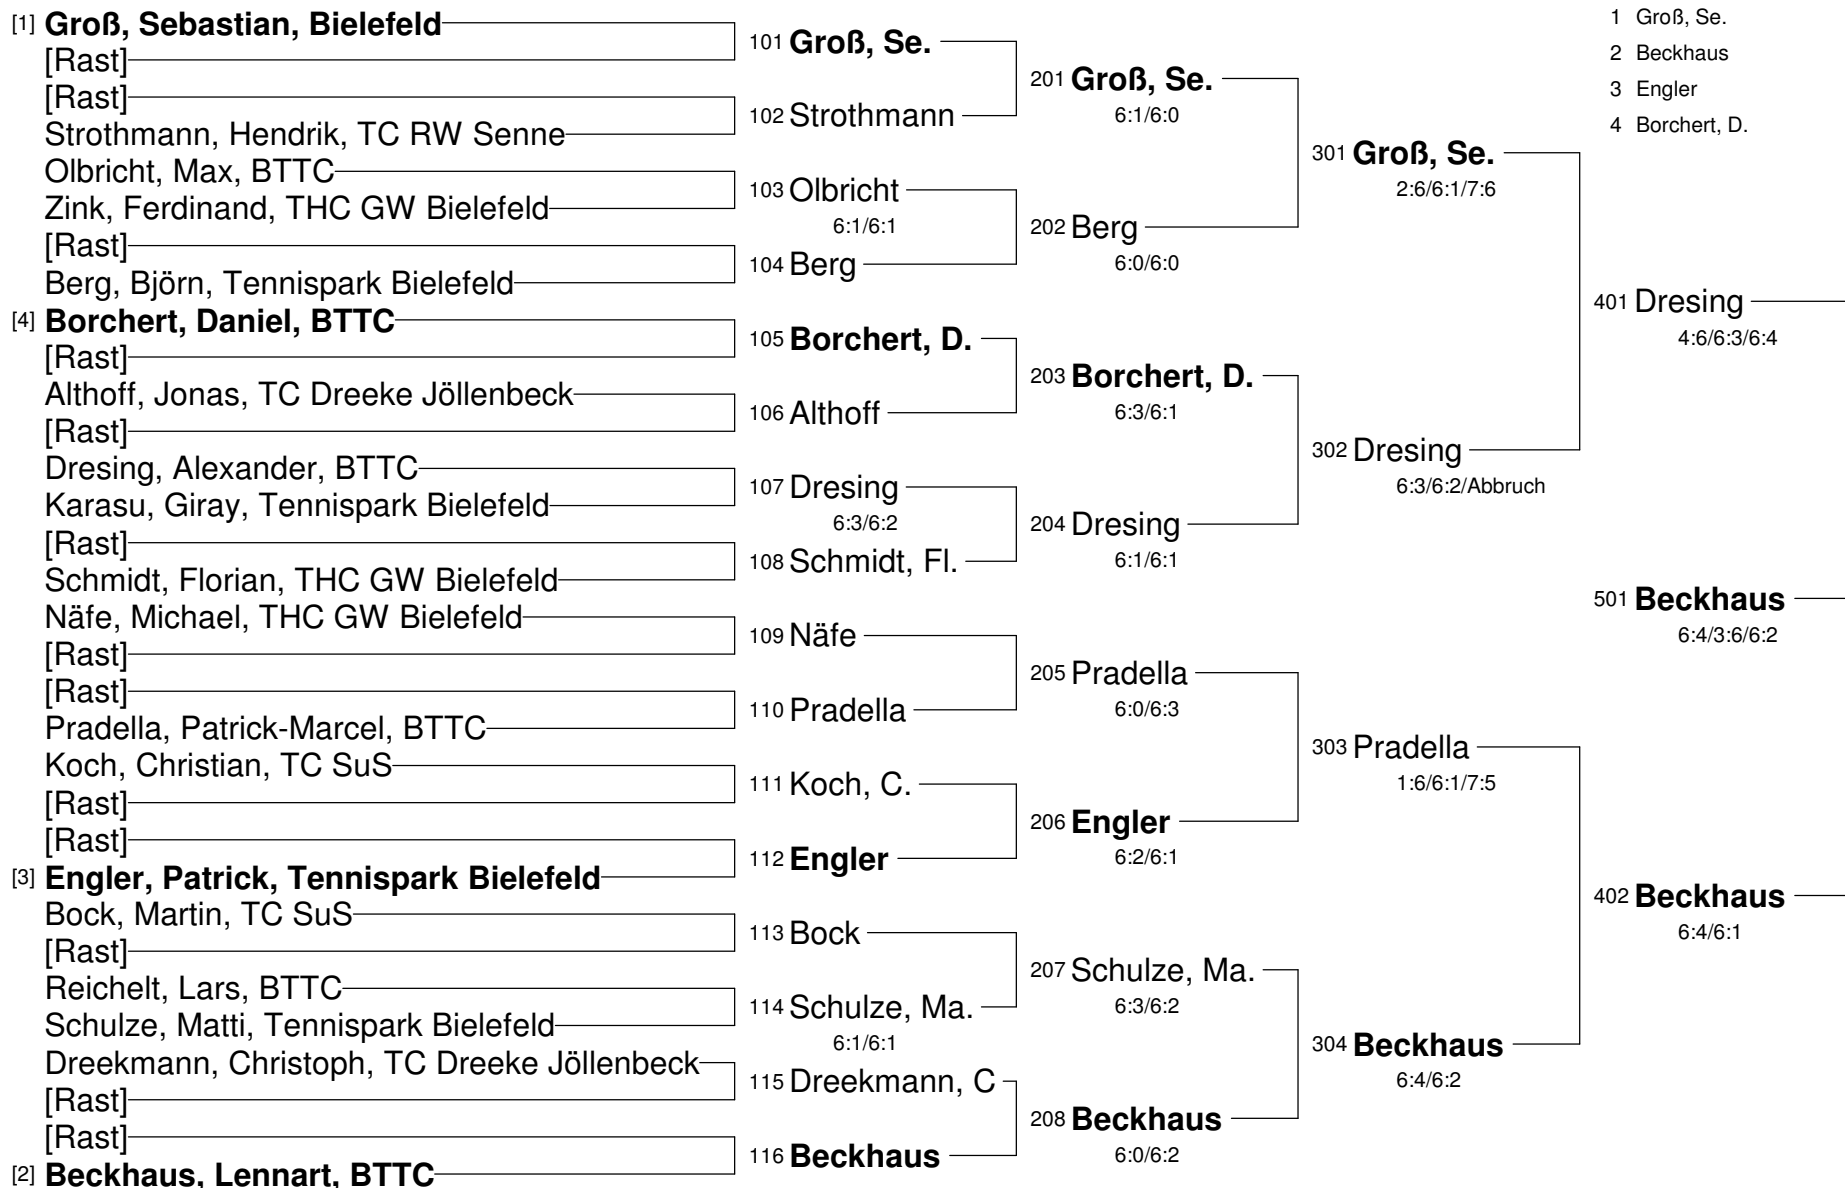 [1] Groß, Sebastian, Bielefeld
[Rast]
[Rast]
Strothmann, Hendrik, TC RW Senne
Olbricht, Max, BTTC
Zink, Ferdinand, THC GW Bielefeld
[Rast]
Berg, Björn, Tennispark Bielefeld
[4] Borchert, Daniel, BTTC
[Rast]
Althoff, Jonas, TC Dreeke Jöllenbeck
[Rast]
Dresing, Alexander, BTTC
Karasu, Giray, Tennispark Bielefeld
[Rast]
Schmidt, Florian, THC GW Bielefeld
Näfe, Michael, THC GW Bielefeld
[Rast]
[Rast]
Pradella, Patrick-Marcel, BTTC
Koch, Christian, TC SuS
[Rast]
[Rast]
[3] Engler, Patrick, Tennispark Bielefeld
Bock, Martin, TC SuS
[Rast]
Reichelt, Lars, BTTC
Schulze, Matti, Tennispark Bielefeld
Dreekmann, Christoph, TC Dreeke Jöllenbeck
[Rast]
[Rast]
[2] Beckhaus, Lennart, BTTC
101 Groß, Se.
102 Strothmann
103 Olbricht
6:1/6:1
104 Berg
105 Borchert, D.
106 Althoff
107 Dresing
6:3/6:2
108 Schmidt, Fl.
109 Näfe
110 Pradella
111 Koch, C.
112 Engler
113 Bock
114 Schulze, Ma.
6:1/6:1
115 Dreekmann, C
116 Beckhaus
201 Groß, Se.
6:1/6:0
202 Berg
6:0/6:0
203 Borchert, D.
6:3/6:1
204 Dresing
6:1/6:1
205 Pradella
6:0/6:3
206 Engler
6:2/6:1
207 Schulze, Ma.
6:3/6:2
208 Beckhaus
6:0/6:2
301 Groß, Se.
2:6/6:1/7:6
302 Dresing
6:3/6:2/Abbruch
303 Pradella
1:6/6:1/7:5
304 Beckhaus
6:4/6:2
401 Dresing
4:6/6:3/6:4
402 Beckhaus
6:4/6:1
501 Beckhaus
6:4/3:6/6:2
1 Groß, Se.
2 Beckhaus
3 Engler
4 Borchert, D.